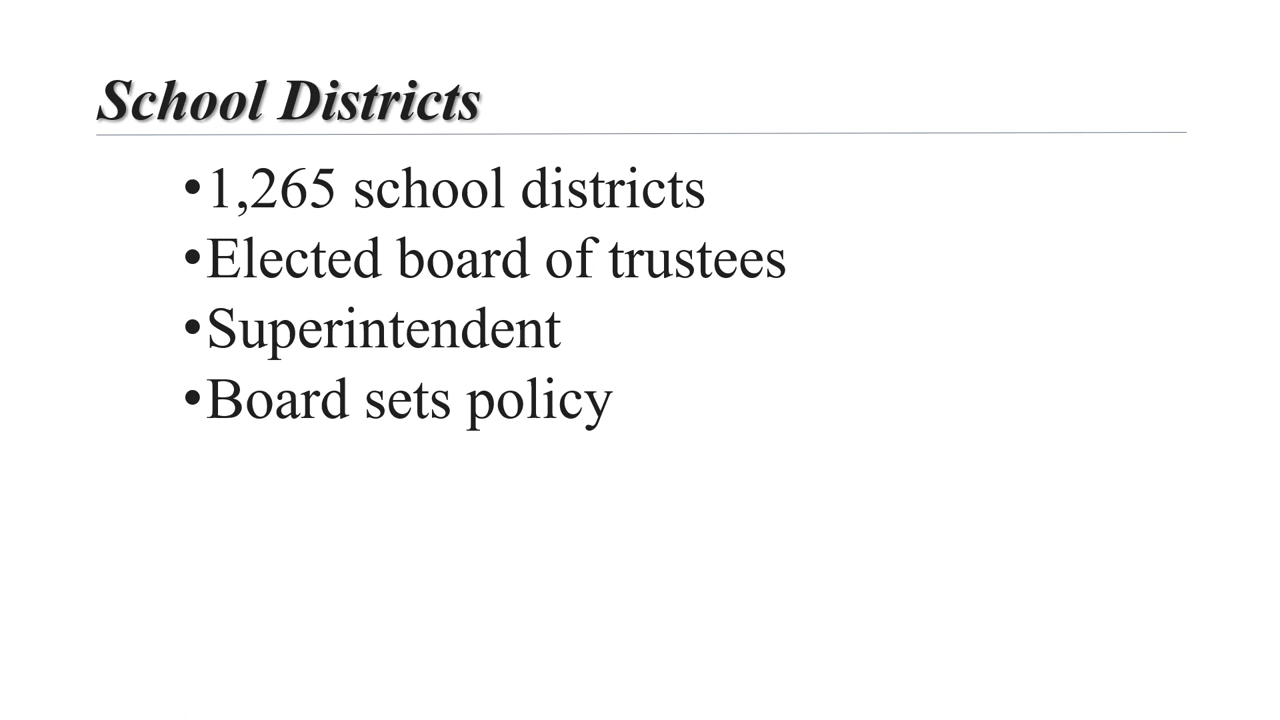 School Districts
•1,265 school districts
•Elected board of trustees
•Superintendent
•Board sets policy